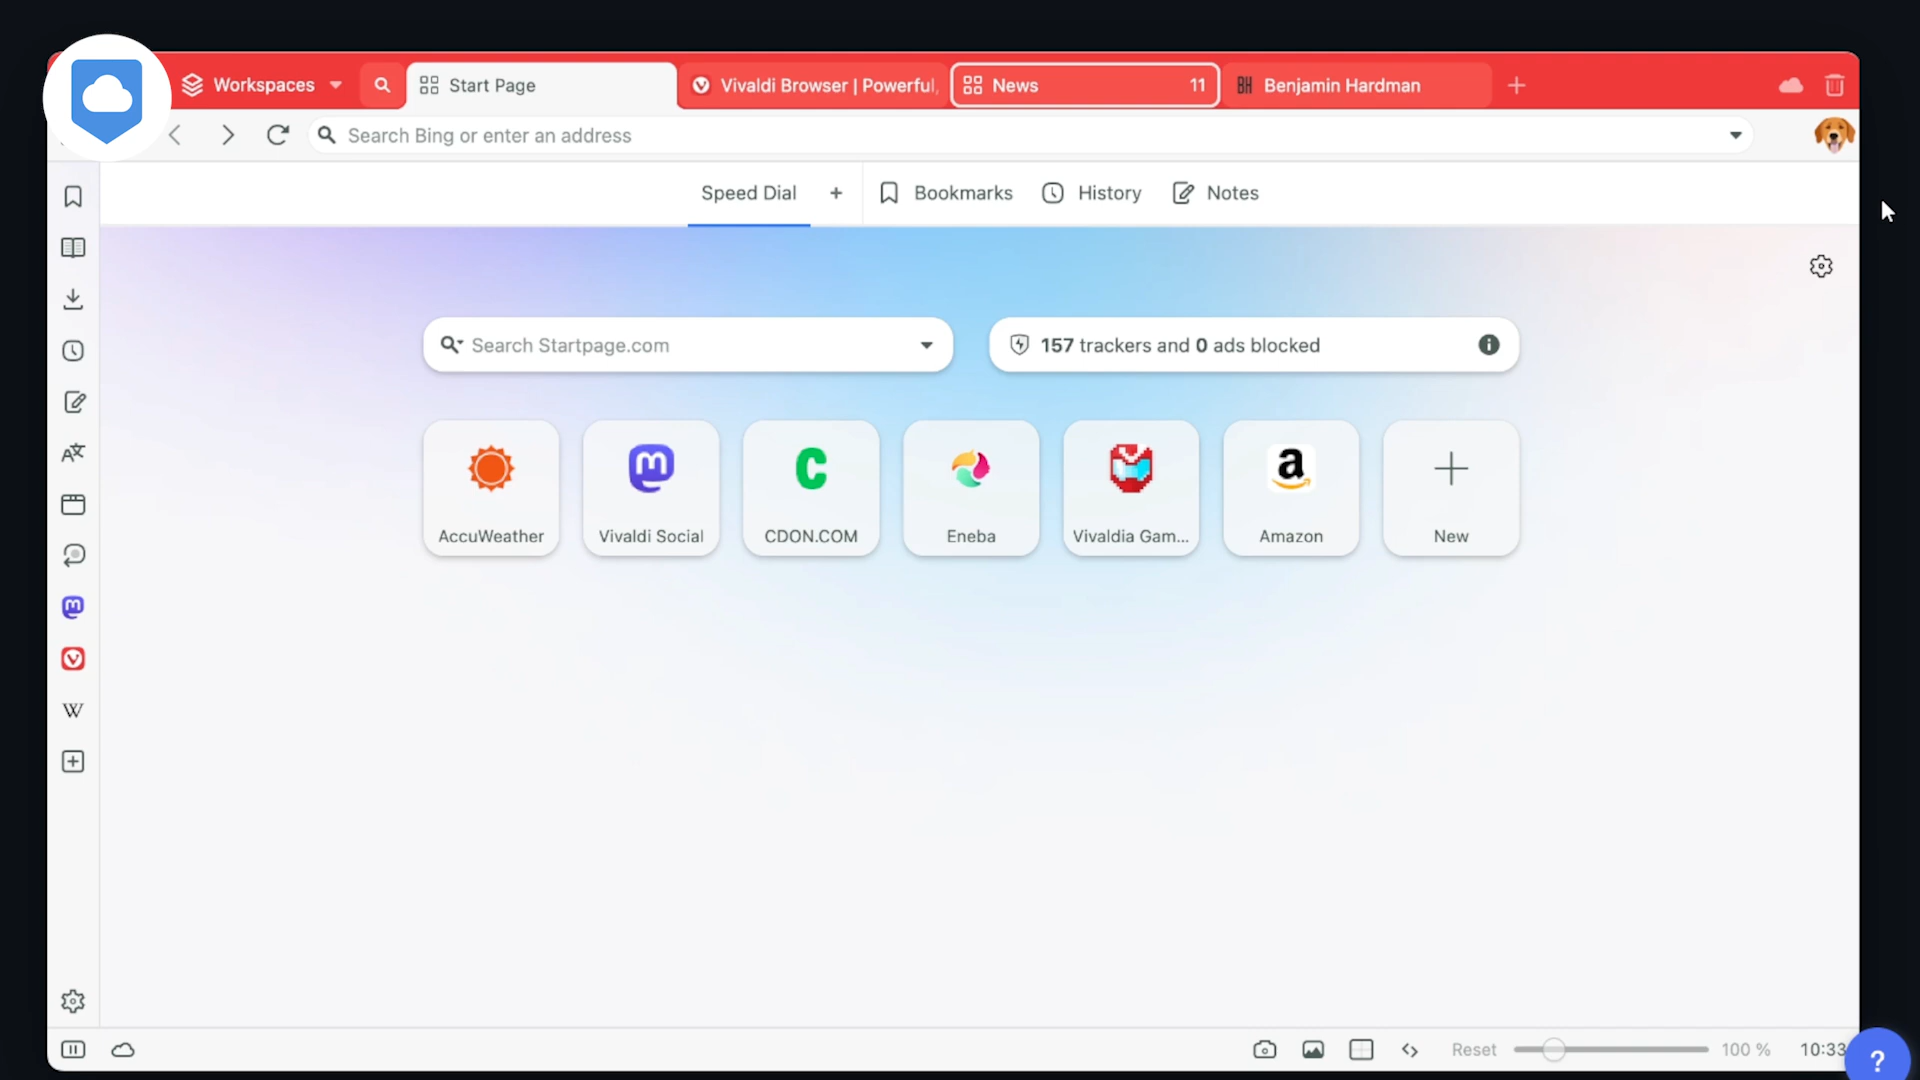 Workspaces
Start Page
Vivaldi Browser | Powerful,
News 11
BH Benjamin Hardman
Search Bing or enter an address
Speed Dial
Bookmarks
History
Notes
Search Startpage.com
157 trackers and 0 ads blocked
AccuWeather
Vivaldi Social
CDON.COM
Eneba
Vivaldia Gam...
Amazon
New
W
Reset
100 %
10:33
?